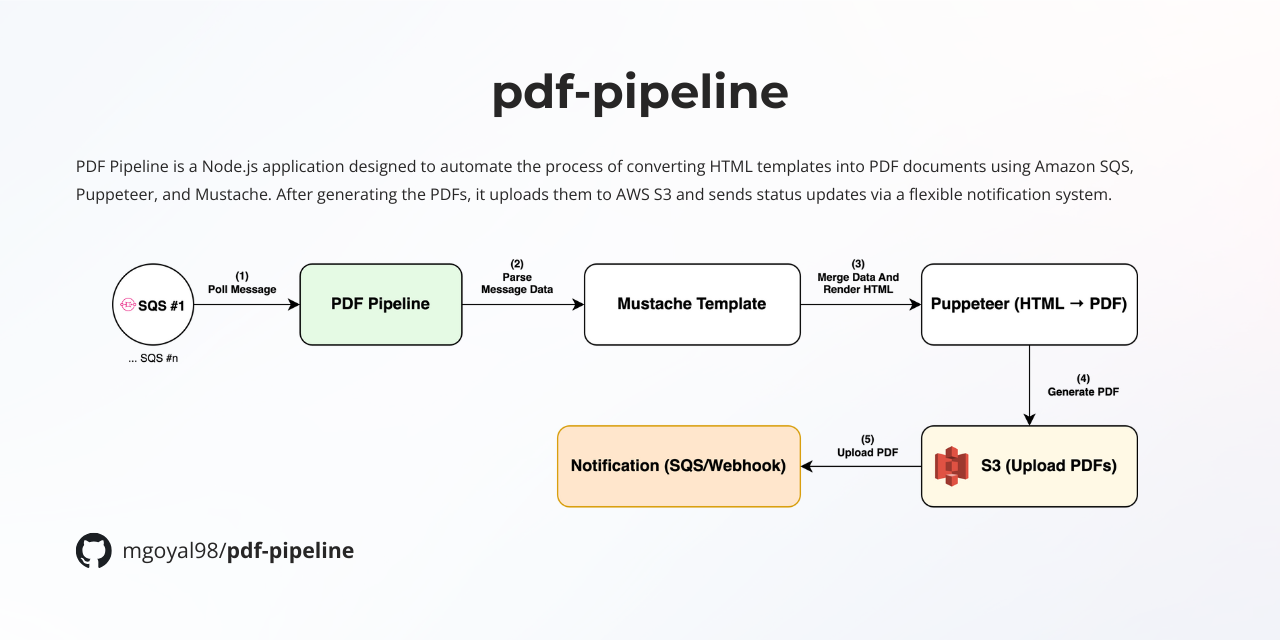 pdf-pipeline
PDF Pipeline is a Node.js application designed to automate the process of converting HTML templates into PDF documents using Amazon SQS,
Puppeteer, and Mustache. After generating the PDFs, it uploads them to AWS S3 and sends status updates via a flexible notification system.
SQS #1
... SQS #n
(1)
Poll Message
PDF Pipeline
(2)
Parse
Message Data
Mustache Template
(3)
Merge Data And
Render HTML
Puppeteer (HTML → PDF)
(4)
Generate PDF
S3 (Upload PDFs)
(5)
Upload PDF
Notification (SQS/Webhook)
mgoyal98/pdf-pipeline